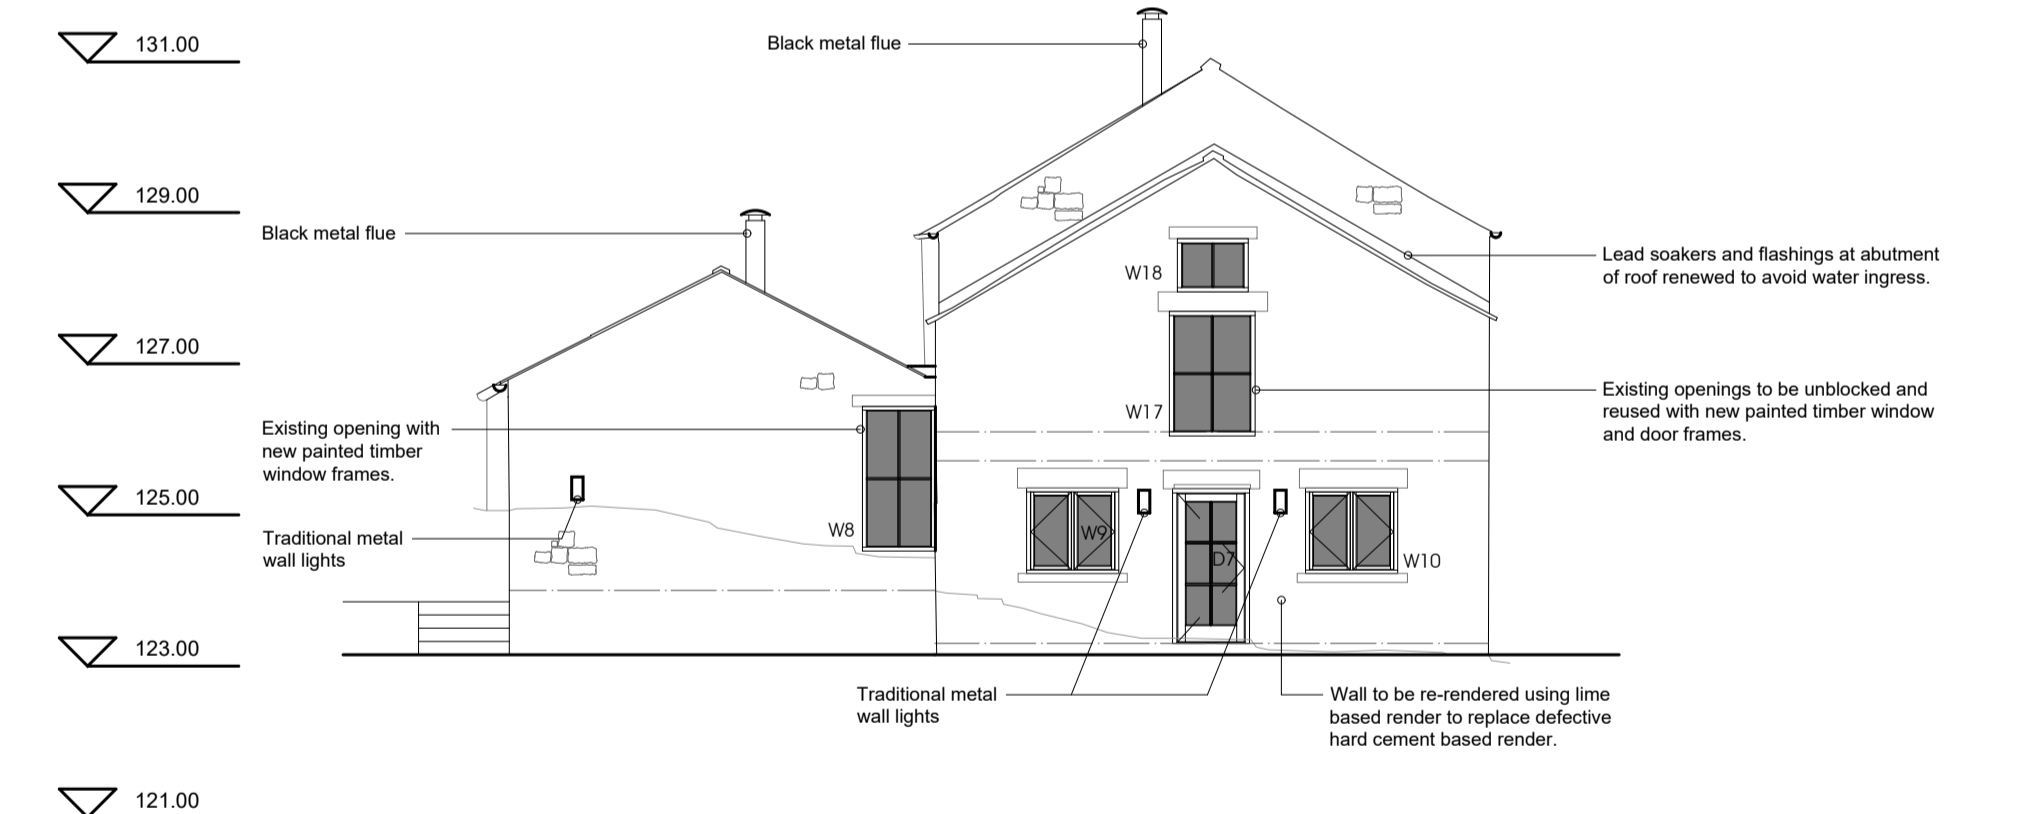 131.00
Black metal flue
129.00
Black metal flue
Lead soakers and flashings at abutment
of roof renewed to avoid water ingress.
W18
127.00
Existing openings to be unblocked and
reused with new painted timber window
and door frames.
W17
Existing opening with
new painted timber
window frames.
125.00
W8
W9
D7
W10
Traditional metal
wall lights
123.00
Traditional metal
wall lights
Wall to be re-rendered using lime
based render to replace defective
hard cement based render.
121.00